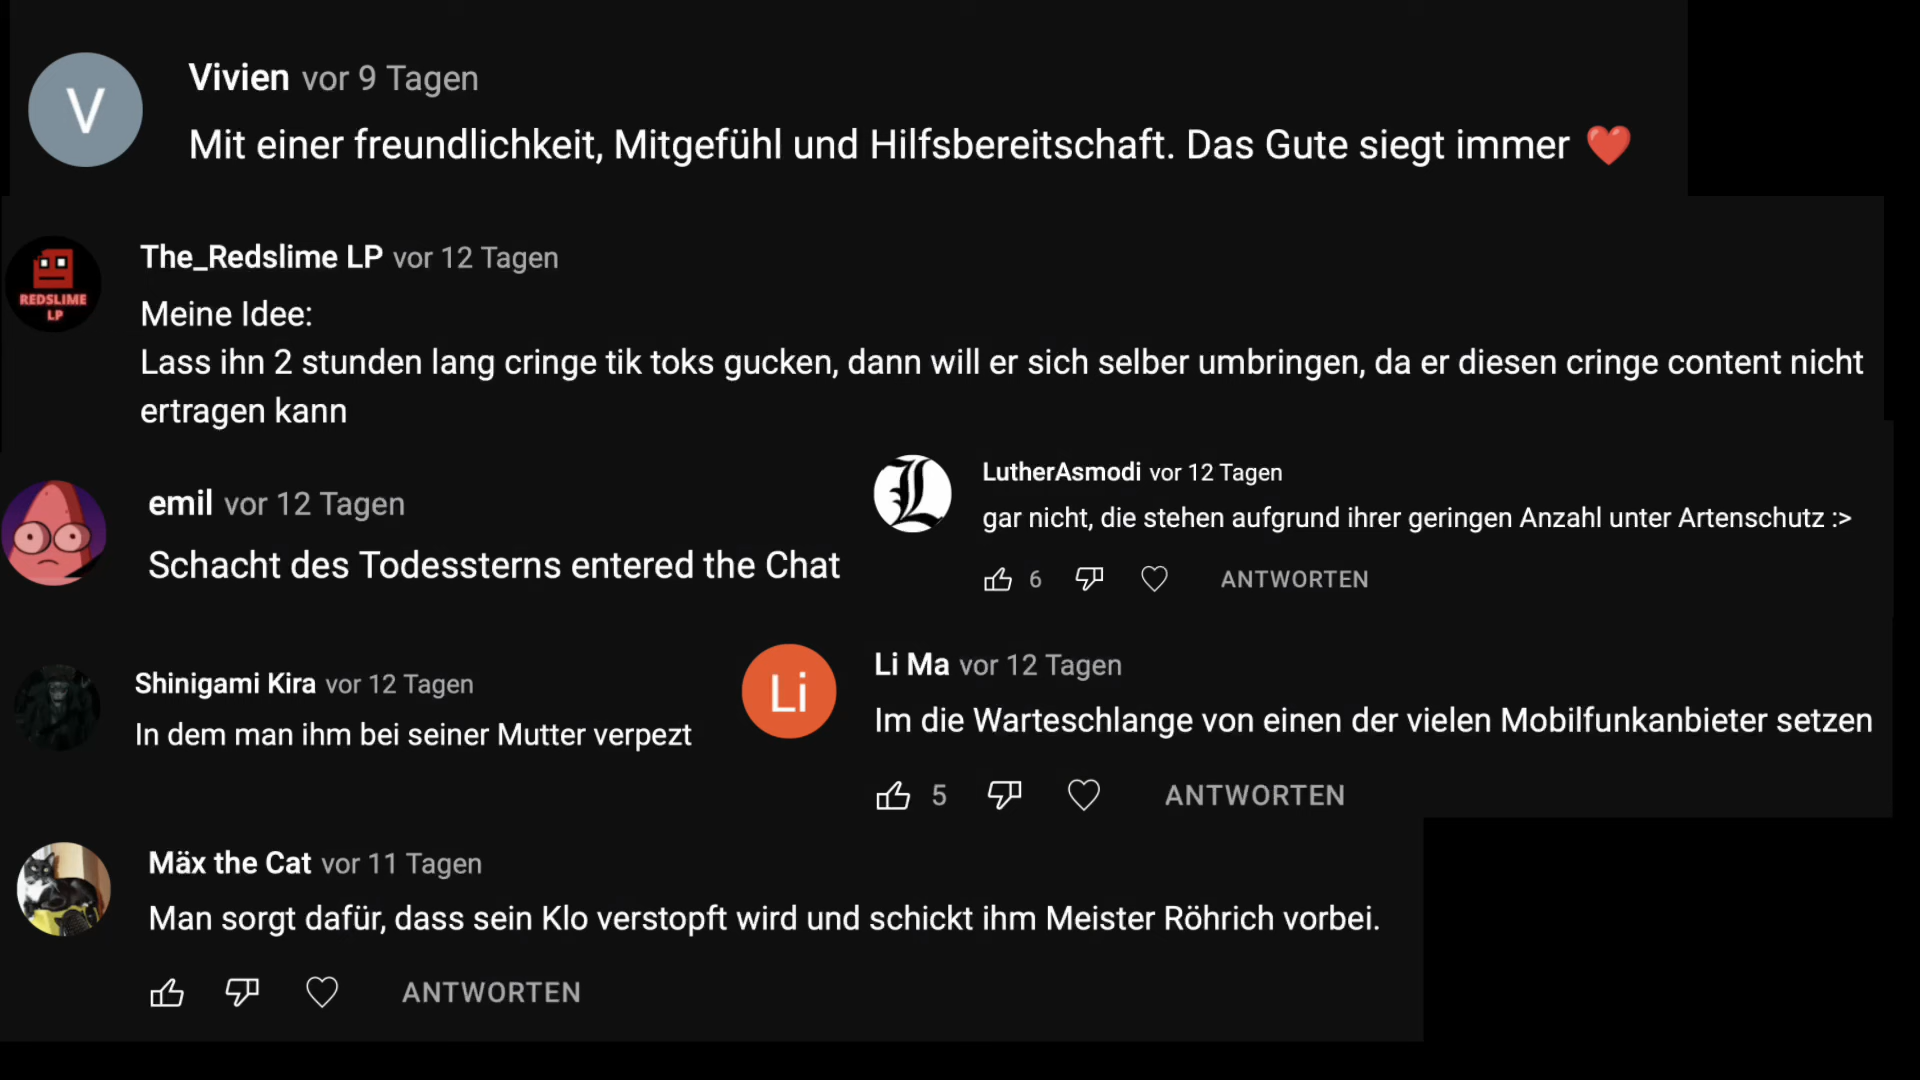 V
Vivien vor 9 Tagen
Mit einer freundlichkeit, Mitgefühl und Hilfsbereitschaft. Das Gute siegt immer ❤️
REDSLIME
LP
The_Redslime LP vor 12 Tagen
Meine Idee:
Lass ihn 2 stunden lang cringe tik toks gucken, dann will er sich selber umbringen, da er diesen cringe content nicht
ertragen kann
emil vor 12 Tagen
Schacht des Todessterns entered the Chat
L
LutherAsmodi vor 12 Tagen
gar nicht, die stehen aufgrund ihrer geringen Anzahl unter Artenschutz :>
6 ANTWORTEN
Shinigami Kira vor 12 Tagen
In dem man ihm bei seiner Mutter verpezt
Li
Li Ma vor 12 Tagen
Im die Warteschlange von einen der vielen Mobilfunkanbieter setzen
5 ANTWORTEN
Mäx the Cat vor 11 Tagen
Man sorgt dafür, dass sein Klo verstopft wird und schickt ihm Meister Röhrich vorbei.
ANTWORTEN